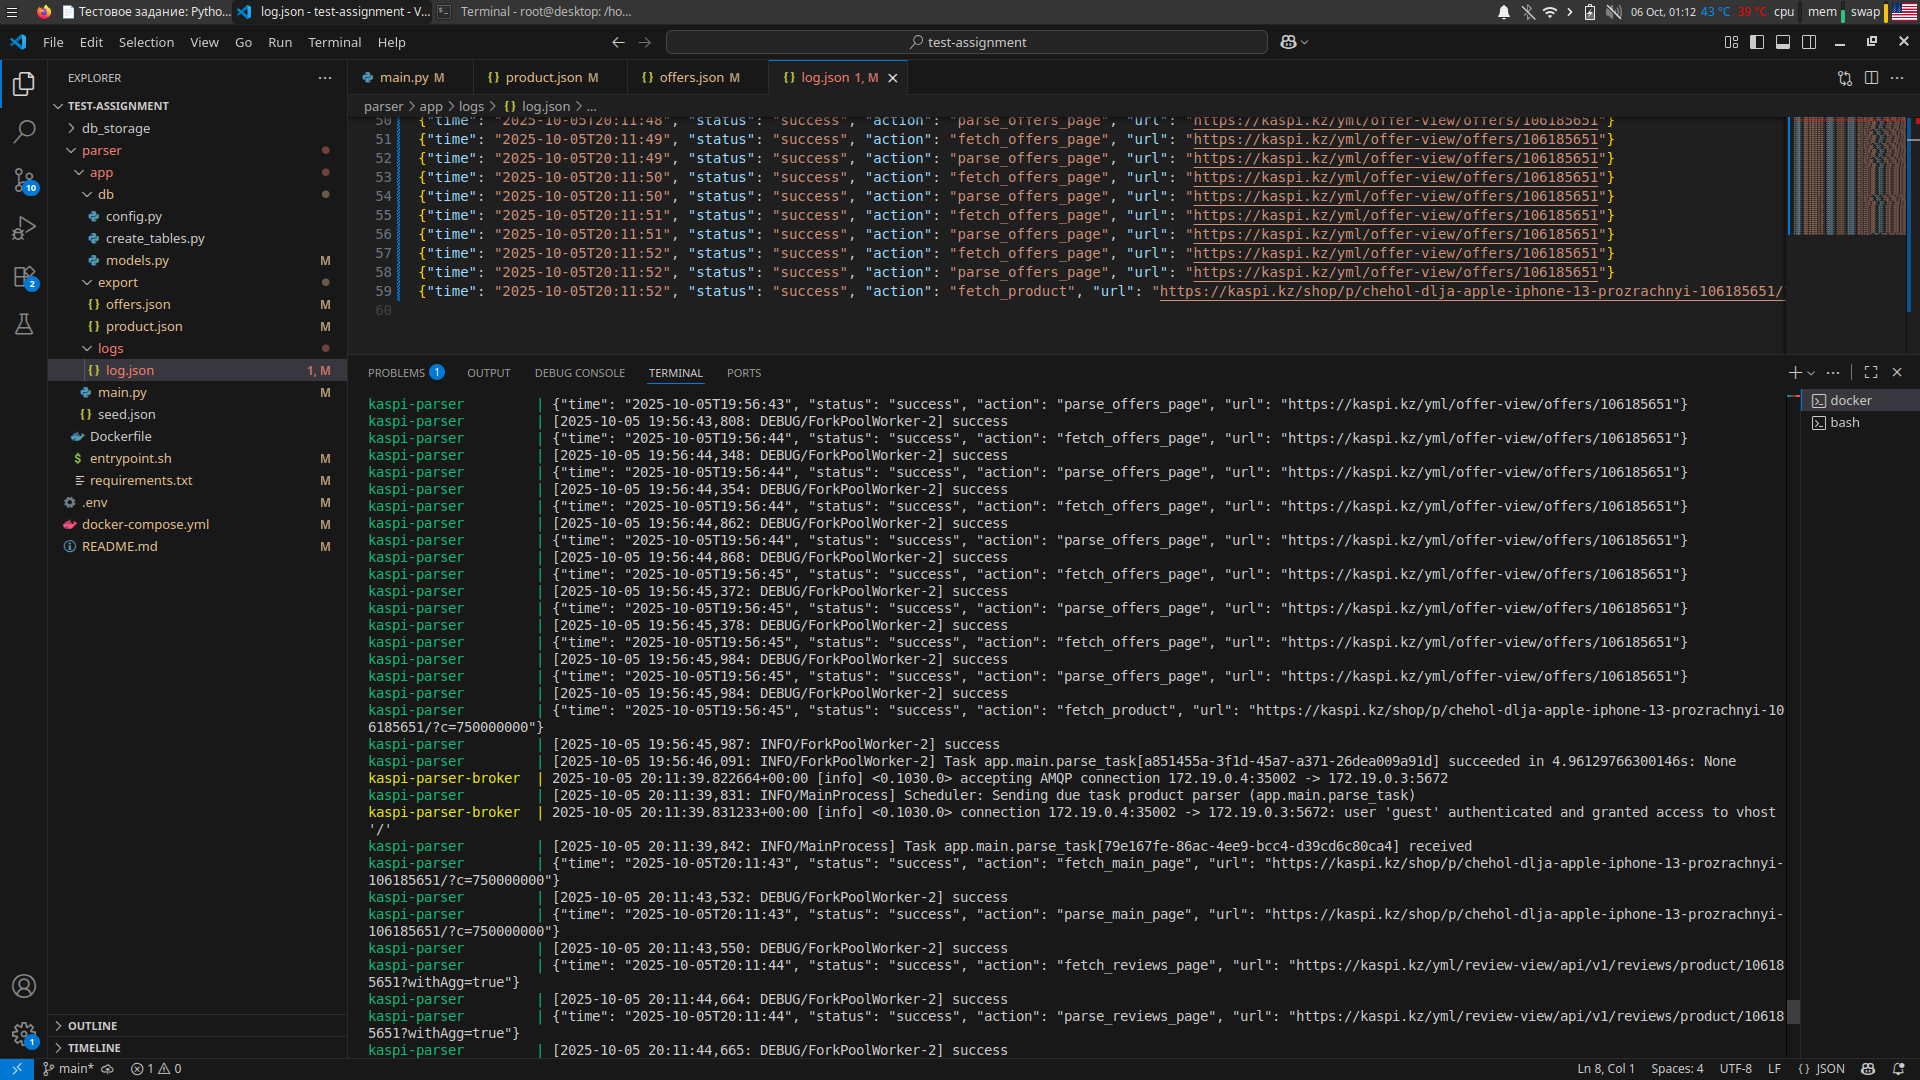 Тестовое задание: Pytho...
log.json - test-assignment - V...
Terminal - root@desktop: /ho...
06 Oct, 01:12 43 °C 39 °C cpu mem swap
File Edit Selection View Go Run Terminal Help
test-assignment
EXPLORER
TEST-ASSIGNMENT
db_storage
parser
app
db
config.py
create_tables.py
models.py M
export
offers.json M
product.json M
logs
log.json 1, M
main.py M
seed.json
Dockerfile
entrypoint.sh M
requirements.txt M
.env M
docker-compose.yml M
README.md M
OUTLINE
TIMELINE
10
2
1
main.py M
product.json M
offers.json M
log.json 1, M
parser > app > logs > {} log.json > ...
50 {"time": "2025-10-05T20:11:48", "status": "success", "action": "parse_offers_page", "url": "https://kaspi.kz/yml/offer-view/offers/106185651"}
51 {"time": "2025-10-05T20:11:49", "status": "success", "action": "fetch_offers_page", "url": "https://kaspi.kz/yml/offer-view/offers/106185651"}
52 {"time": "2025-10-05T20:11:49", "status": "success", "action": "parse_offers_page", "url": "https://kaspi.kz/yml/offer-view/offers/106185651"}
53 {"time": "2025-10-05T20:11:50", "status": "success", "action": "fetch_offers_page", "url": "https://kaspi.kz/yml/offer-view/offers/106185651"}
54 {"time": "2025-10-05T20:11:50", "status": "success", "action": "parse_offers_page", "url": "https://kaspi.kz/yml/offer-view/offers/106185651"}
55 {"time": "2025-10-05T20:11:51", "status": "success", "action": "fetch_offers_page", "url": "https://kaspi.kz/yml/offer-view/offers/106185651"}
56 {"time": "2025-10-05T20:11:51", "status": "success", "action": "parse_offers_page", "url": "https://kaspi.kz/yml/offer-view/offers/106185651"}
57 {"time": "2025-10-05T20:11:52", "status": "success", "action": "fetch_offers_page", "url": "https://kaspi.kz/yml/offer-view/offers/106185651"}
58 {"time": "2025-10-05T20:11:52", "status": "success", "action": "parse_offers_page", "url": "https://kaspi.kz/yml/offer-view/offers/106185651"}
59 {"time": "2025-10-05T20:11:52", "status": "success", "action": "fetch_product", "url": "https://kaspi.kz/shop/p/chehol-dlja-apple-iphone-13-prozrachnyi-106185651/
60
PROBLEMS 1 OUTPUT DEBUG CONSOLE TERMINAL PORTS
docker
bash
kaspi-parser | {"time": "2025-10-05T19:56:43", "status": "success", "action": "parse_offers_page", "url": "https://kaspi.kz/yml/offer-view/offers/106185651"}
kaspi-parser | [2025-10-05 19:56:43,808: DEBUG/ForkPoolWorker-2] success
kaspi-parser | {"time": "2025-10-05T19:56:44", "status": "success", "action": "fetch_offers_page", "url": "https://kaspi.kz/yml/offer-view/offers/106185651"}
kaspi-parser | [2025-10-05 19:56:44,348: DEBUG/ForkPoolWorker-2] success
kaspi-parser | {"time": "2025-10-05T19:56:44", "status": "success", "action": "parse_offers_page", "url": "https://kaspi.kz/yml/offer-view/offers/106185651"}
kaspi-parser | [2025-10-05 19:56:44,354: DEBUG/ForkPoolWorker-2] success
kaspi-parser | {"time": "2025-10-05T19:56:44", "status": "success", "action": "fetch_offers_page", "url": "https://kaspi.kz/yml/offer-view/offers/106185651"}
kaspi-parser | [2025-10-05 19:56:44,862: DEBUG/ForkPoolWorker-2] success
kaspi-parser | {"time": "2025-10-05T19:56:44", "status": "success", "action": "parse_offers_page", "url": "https://kaspi.kz/yml/offer-view/offers/106185651"}
kaspi-parser | [2025-10-05 19:56:44,868: DEBUG/ForkPoolWorker-2] success
kaspi-parser | {"time": "2025-10-05T19:56:45", "status": "success", "action": "fetch_offers_page", "url": "https://kaspi.kz/yml/offer-view/offers/106185651"}
kaspi-parser | [2025-10-05 19:56:45,372: DEBUG/ForkPoolWorker-2] success
kaspi-parser | {"time": "2025-10-05T19:56:45", "status": "success", "action": "parse_offers_page", "url": "https://kaspi.kz/yml/offer-view/offers/106185651"}
kaspi-parser | [2025-10-05 19:56:45,378: DEBUG/ForkPoolWorker-2] success
kaspi-parser | {"time": "2025-10-05T19:56:45", "status": "success", "action": "fetch_offers_page", "url": "https://kaspi.kz/yml/offer-view/offers/106185651"}
kaspi-parser | [2025-10-05 19:56:45,984: DEBUG/ForkPoolWorker-2] success
kaspi-parser | {"time": "2025-10-05T19:56:45", "status": "success", "action": "parse_offers_page", "url": "https://kaspi.kz/yml/offer-view/offers/106185651"}
kaspi-parser | [2025-10-05 19:56:45,984: DEBUG/ForkPoolWorker-2] success
kaspi-parser | {"time": "2025-10-05T19:56:45", "status": "success", "action": "fetch_product", "url": "https://kaspi.kz/shop/p/chehol-dlja-apple-iphone-13-prozrachnyi-10
6185651/?c=750000000"}
kaspi-parser | [2025-10-05 19:56:45,987: INFO/ForkPoolWorker-2] success
kaspi-parser | [2025-10-05 19:56:46,091: INFO/ForkPoolWorker-2] Task app.main.parse_task[a851455a-3f1d-45a7-a371-26dea009a91d] succeeded in 4.96129766300146s: None
kaspi-parser-broker | 2025-10-05 20:11:39.822664+00:00 [info] <0.1030.0> accepting AMQP connection 172.19.0.4:35002 -> 172.19.0.3:5672
kaspi-parser | [2025-10-05 20:11:39,831: INFO/MainProcess] Scheduler: Sending due task product parser (app.main.parse_task)
kaspi-parser-broker | 2025-10-05 20:11:39.831233+00:00 [info] <0.1030.0> connection 172.19.0.4:35002 -> 172.19.0.3:5672: user 'guest' authenticated and granted access to vhost
'/'
kaspi-parser | [2025-10-05 20:11:39,842: INFO/MainProcess] Task app.main.parse_task[79e167fe-86ac-4ee9-bcc4-d39cd6c80ca4] received
kaspi-parser | {"time": "2025-10-05T20:11:43", "status": "success", "action": "fetch_main_page", "url": "https://kaspi.kz/shop/p/chehol-dlja-apple-iphone-13-prozrachnyi-
106185651/?c=750000000"}
kaspi-parser | [2025-10-05 20:11:43,532: DEBUG/ForkPoolWorker-2] success
kaspi-parser | {"time": "2025-10-05T20:11:43", "status": "success", "action": "parse_main_page", "url": "https://kaspi.kz/shop/p/chehol-dlja-apple-iphone-13-prozrachnyi-
106185651/?c=750000000"}
kaspi-parser | [2025-10-05 20:11:43,550: DEBUG/ForkPoolWorker-2] success
kaspi-parser | {"time": "2025-10-05T20:11:44", "status": "success", "action": "fetch_reviews_page", "url": "https://kaspi.kz/yml/review-view/api/v1/reviews/product/10618
5651?withAgg=true"}
kaspi-parser | [2025-10-05 20:11:44,664: DEBUG/ForkPoolWorker-2] success
kaspi-parser | {"time": "2025-10-05T20:11:44", "status": "success", "action": "parse_reviews_page", "url": "https://kaspi.kz/yml/review-view/api/v1/reviews/product/10618
5651?withAgg=true"}
kaspi-parser | [2025-10-05 20:11:44,665: DEBUG/ForkPoolWorker-2] success
main* 1 0
Ln 8, Col 1 Spaces: 4 UTF-8 LF {} JSON